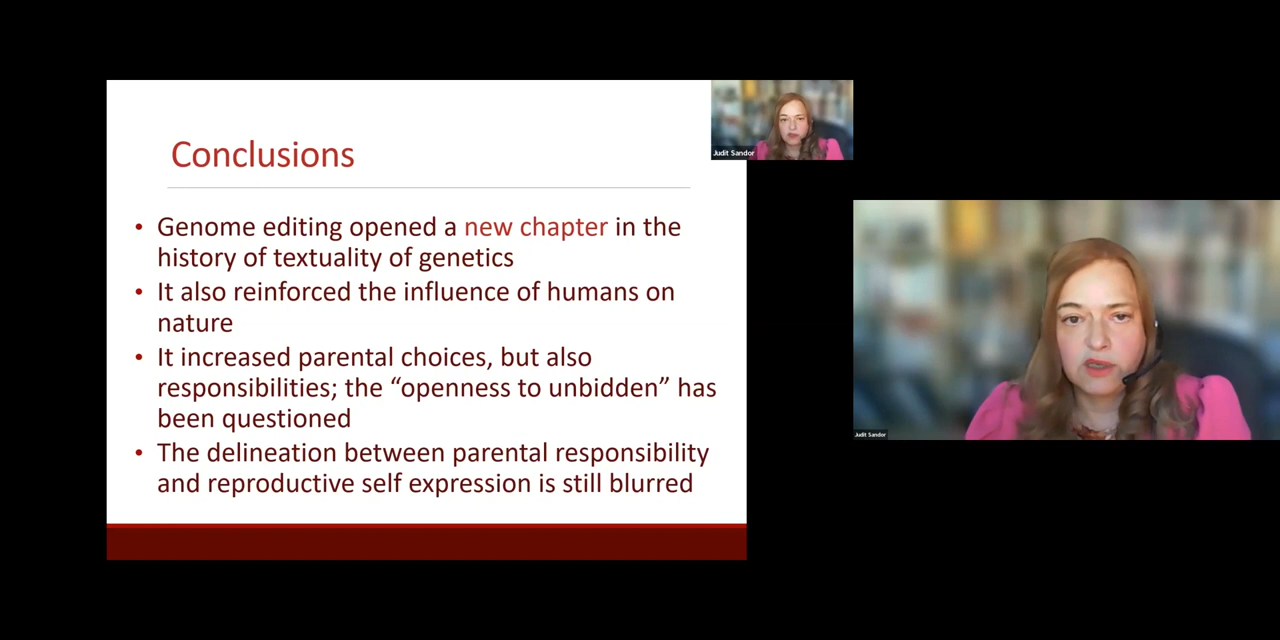 Conclusions
• Genome editing opened a new chapter in the
history of textuality of genetics
• It also reinforced the influence of humans on
nature
• It increased parental choices, but also
responsibilities; the “openness to unbidden” has
been questioned
• The delineation between parental responsibility
and reproductive self expression is still blurred
Judit Sandor
Judit Sandor